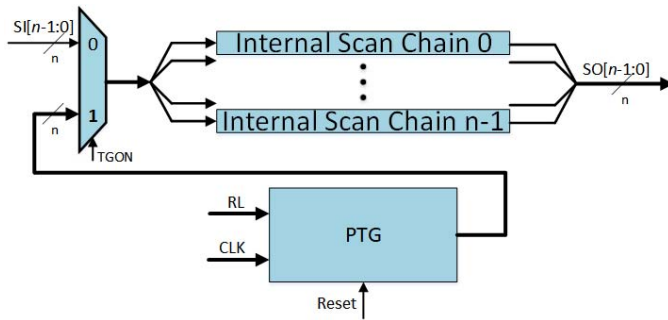 SI[n-1:0]
n
0
Internal Scan Chain 0
SO[n-1:0]
n
n
1
Internal Scan Chain n-1
TGON
RL
CLK
PTG
Reset